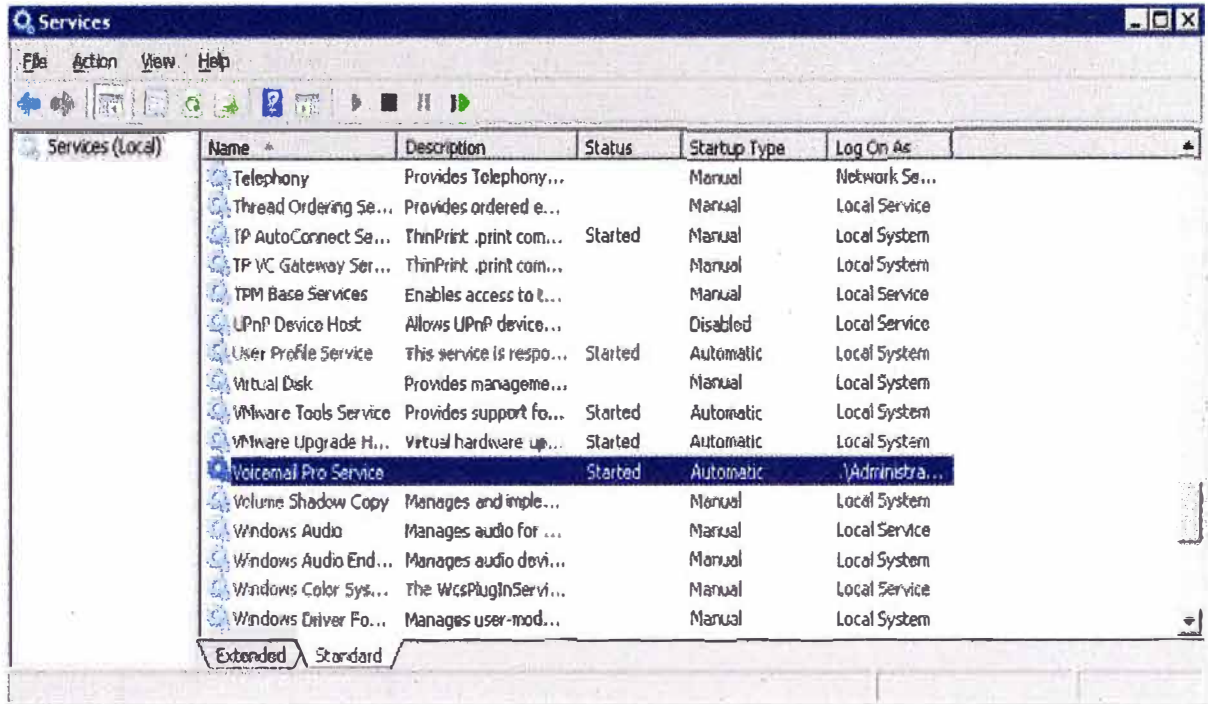 Services
File Action View Help
Services (Local)
Name Description Status Startup Type Log On As
Telephony Provides Telephony... Manual Network Se...
Thread Ordering Se... Provides ordered e... Manual Local Service
TP AutoConnect Se... ThinPrint .print com... Started Manual Local System
TP VC Gateway Ser... ThinPrint .print com... Manual Local System
TPM Base Services Enables access to t... Manual Local Service
UPnP Device Host Allows UPnP device... Disabled Local Service
User Profile Service This service is respo... Started Automatic Local System
Virtual Disk Provides manageme... Manual Local System
VMware Tools Service Provides support fo... Started Automatic Local System
VMware Upgrade H... Virtual hardware up... Started Automatic Local System
Voicemail Pro Service Started Automatic .\Administra...
Volume Shadow Copy Manages and imple... Manual Local System
Windows Audio Manages audio for ... Manual Local Service
Windows Audio End... Manages audio devi... Manual Local System
Windows Color Sys... The WcsPlugInServi... Manual Local Service
Windows Driver Fo... Manages user-mod... Manual Local System
Extended Standard